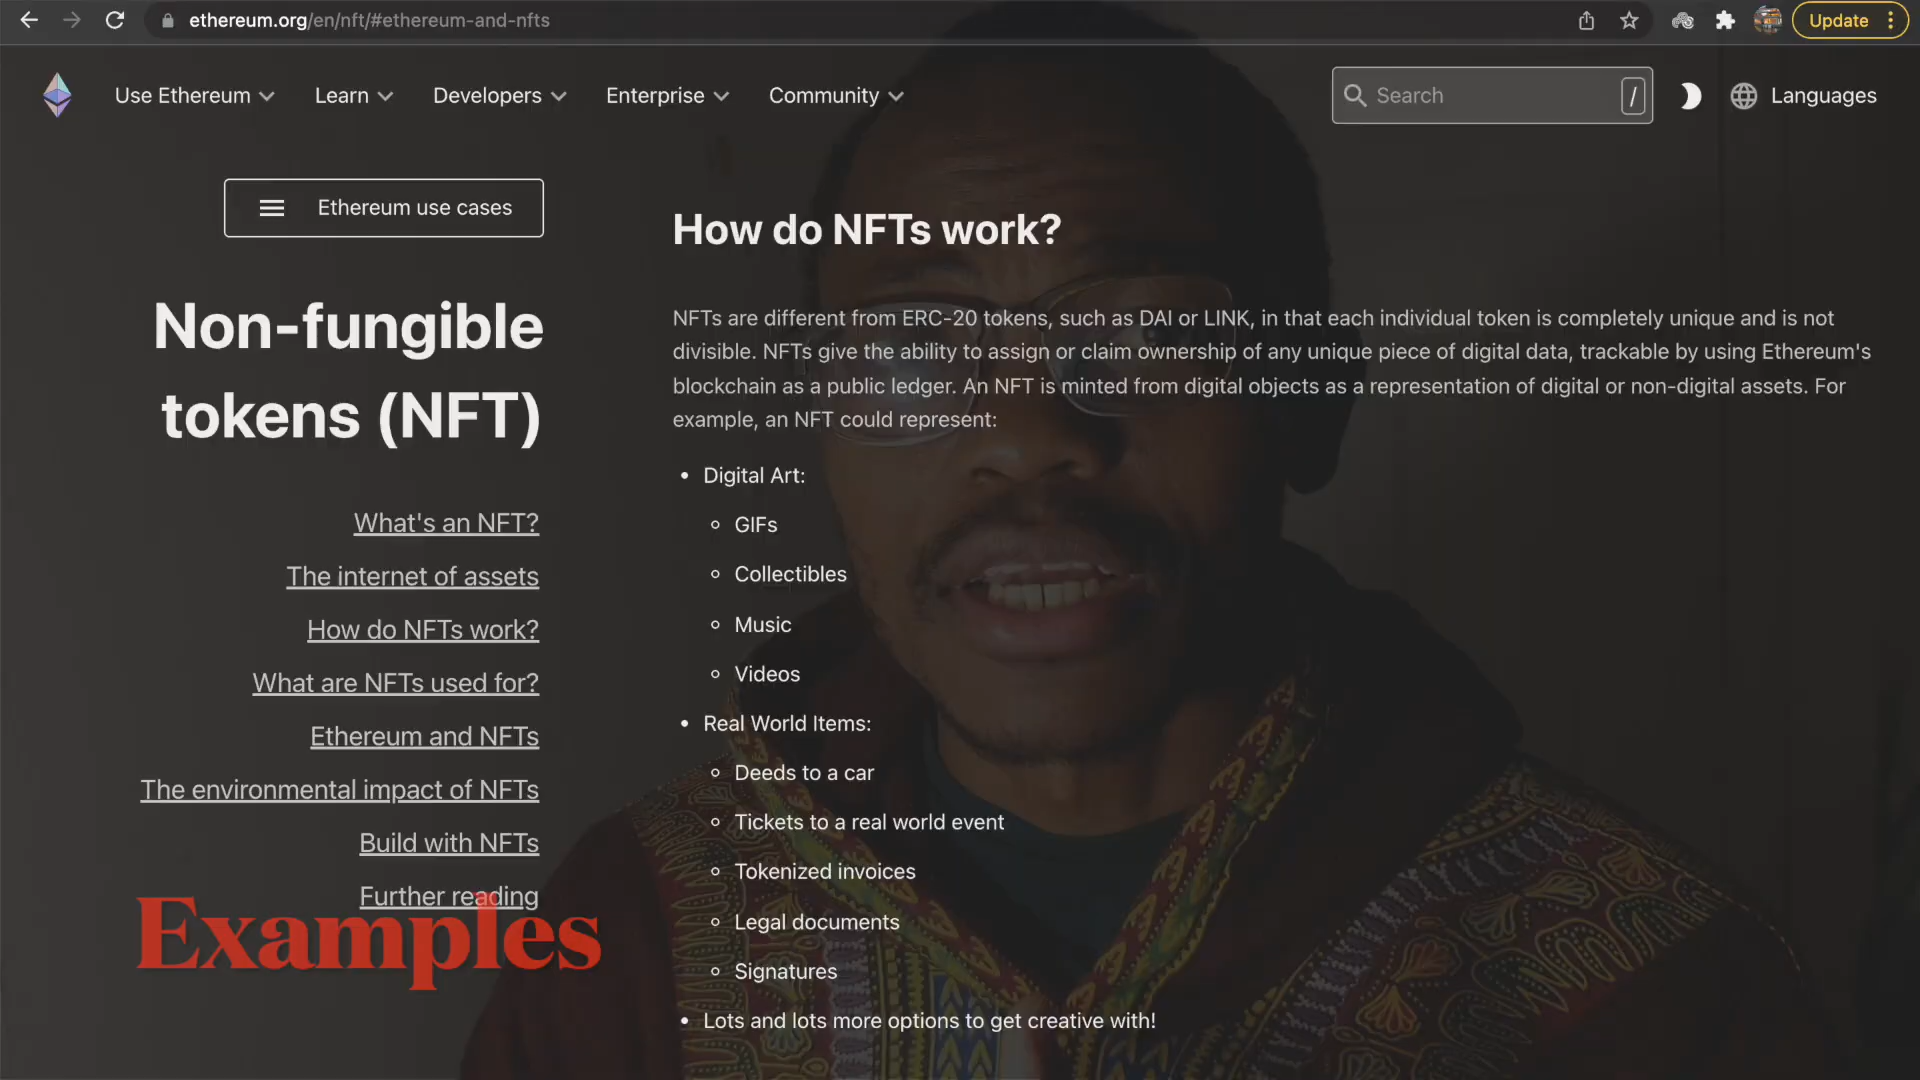 ethereum.org/en/nft/#ethereum-and-nfts
Update
Use Ethereum
Learn
Developers
Enterprise
Community
Search
/
Languages
Ethereum use cases
Non-fungible
tokens (NFT)
What's an NFT?
The internet of assets
How do NFTs work?
What are NFTs used for?
Ethereum and NFTs
The environmental impact of NFTs
Build with NFTs
Further reading
Examples
How do NFTs work?
NFTs are different from ERC-20 tokens, such as DAI or LINK, in that each individual token is completely unique and is not
divisible. NFTs give the ability to assign or claim ownership of any unique piece of digital data, trackable by using Ethereum's
blockchain as a public ledger. An NFT is minted from digital objects as a representation of digital or non-digital assets. For
example, an NFT could represent:
Digital Art:
GIFs
Collectibles
Music
Videos
Real World Items:
Deeds to a car
Tickets to a real world event
Tokenized invoices
Legal documents
Signatures
Lots and lots more options to get creative with!